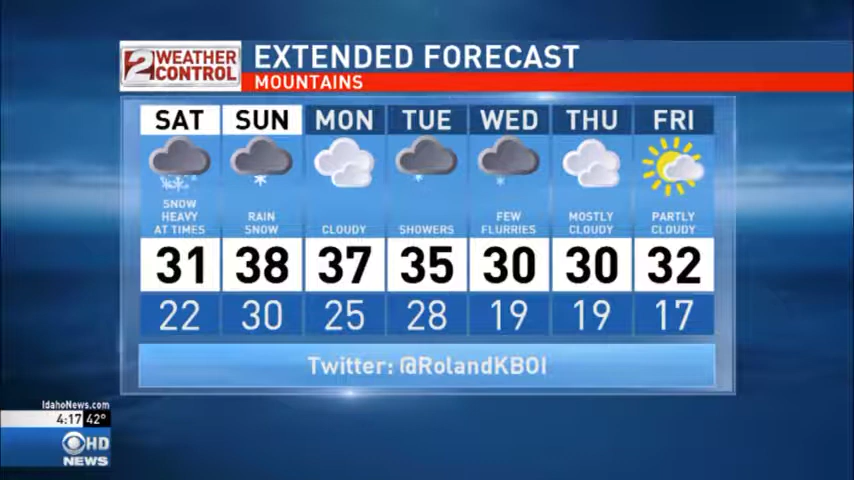 2 WEATHER CONTROL
EXTENDED FORECAST
MOUNTAINS
SAT SUN MON TUE WED THU FRI
SNOW HEAVY AT TIMES
RAIN SNOW
CLOUDY
SHOWERS
FEW FLURRIES
MOSTLY CLOUDY
PARTLY CLOUDY
31 38 37 35 30 30 32
22 30 25 28 19 19 17
Twitter: @RolandKBOI
IdahoNews.com
4:17 42°
HD
NEWS